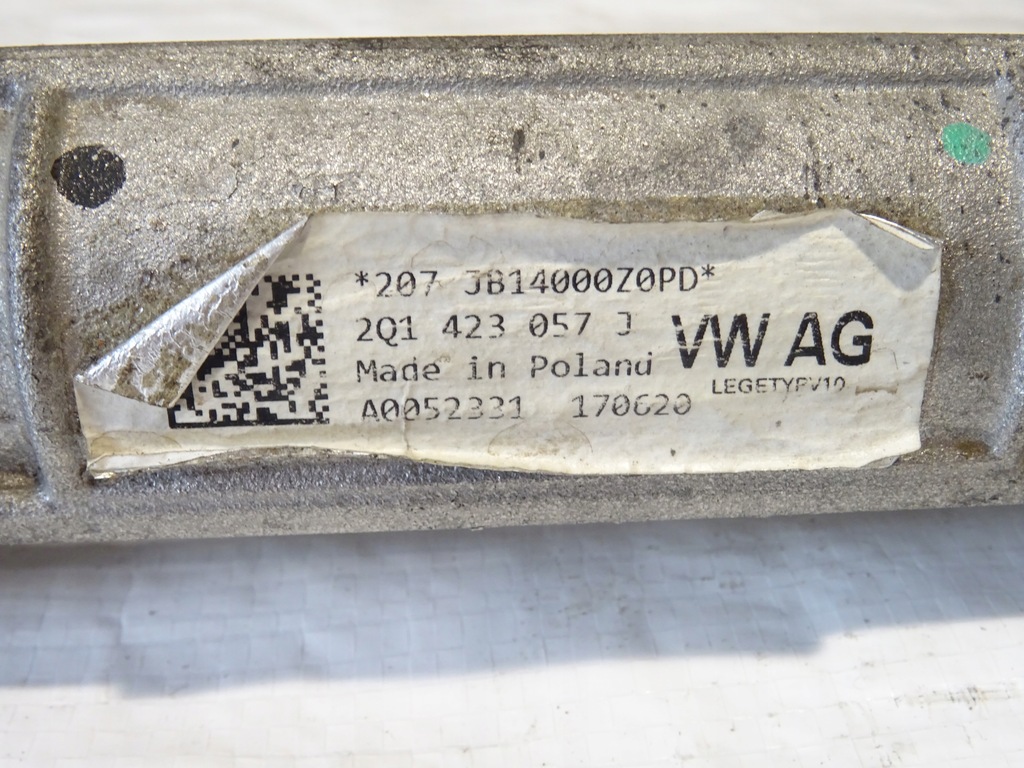 *207 JB14000Z0PD*
2Q1 423 057 J
VW AG
Made in Poland
LEGETYPV10
A0052331 170620